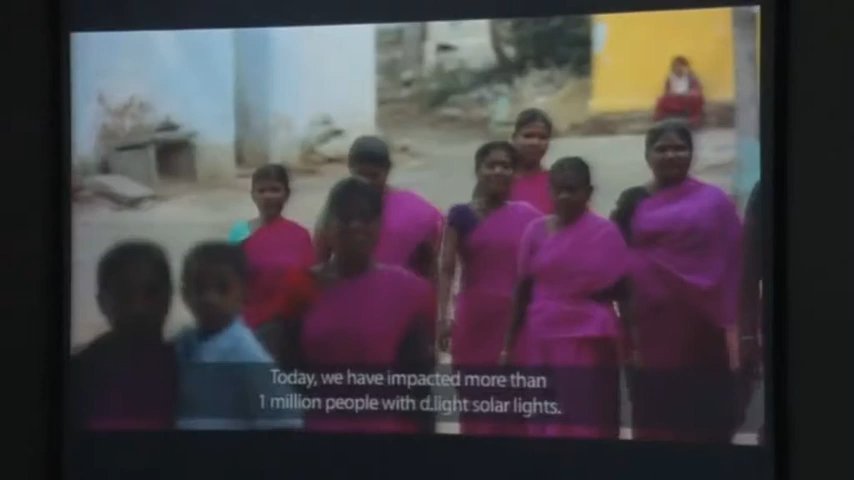 Today, we have impacted more than
1 million people with d.light solar lights.